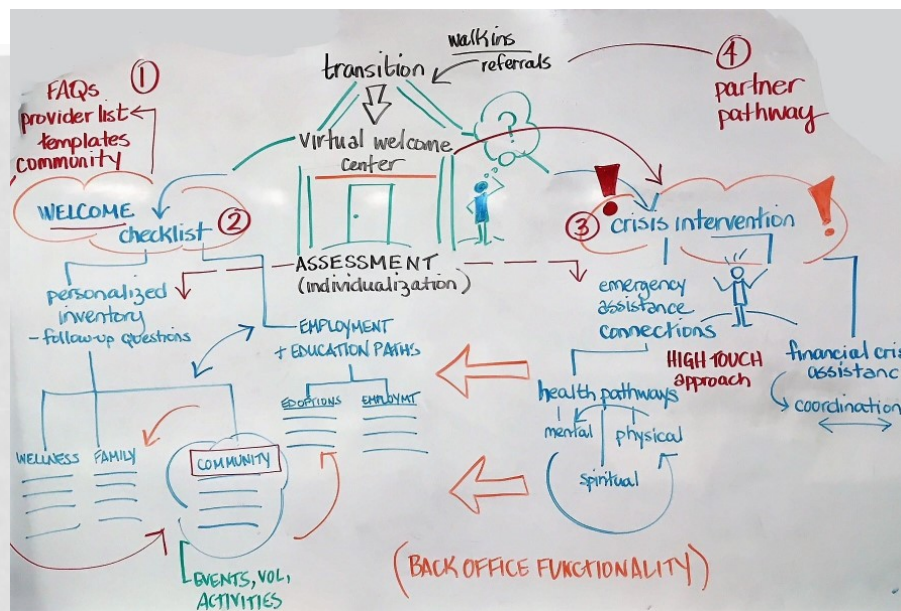 ①
FAQs
provider list
templates
community
transition
walkins
referrals
④
partner
pathway
?
virtual welcome
center
WELCOME
checklist
②
!
③
crisis intervention
!
ASSESSMENT
(individualization)
personalized
inventory
- follow-up questions
EMPLOYMENT
+ EDUCATION PATHS
EDOPTIONS
EMPLOYMT
WELLNESS
FAMILY
COMMUNITY
EVENTS, VOL,
ACTIVITIES
emergency
assistance
connections
HIGH TOUCH
approach
financial cris
assistanc
coordination
health pathways
mental
physical
spiritual
(BACK OFFICE FUNCTIONALITY)